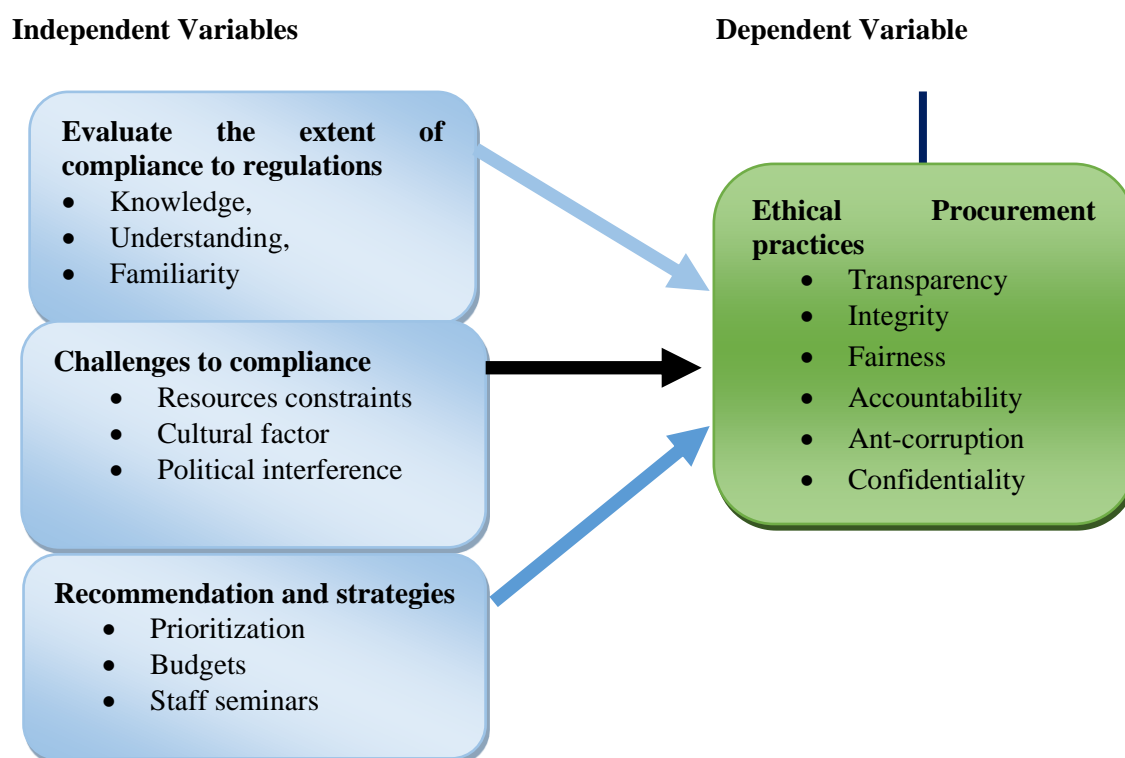 Independent Variables
Dependent Variable
Evaluate the extent of
compliance to regulations
• Knowledge,
• Understanding,
• Familiarity
Challenges to compliance
• Resources constraints
• Cultural factor
• Political interference
Recommendation and strategies
• Prioritization
• Budgets
• Staff seminars
Ethical Procurement
practices
• Transparency
• Integrity
• Fairness
• Accountability
• Ant-corruption
• Confidentiality